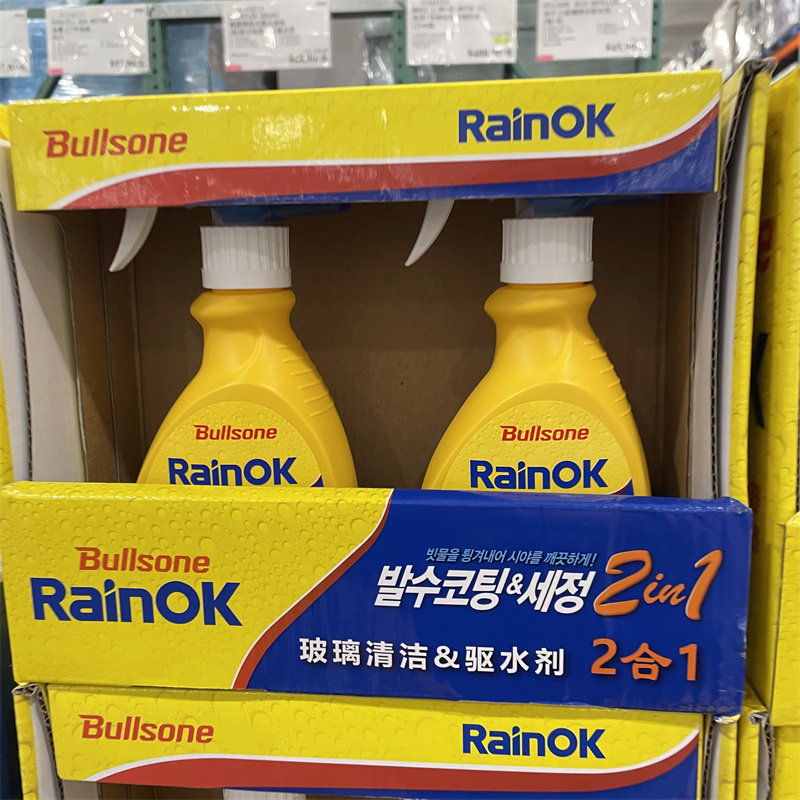 Bullsone RainOK
Bullsone
RainOK
Bullsone
RainOK
Bullsone
RainOK
빗물을 튕겨내어 시야를 깨끗하게!
발수코팅&세정 2in1
玻璃清洁&驱水剂 2合1
Bullsone RainOK